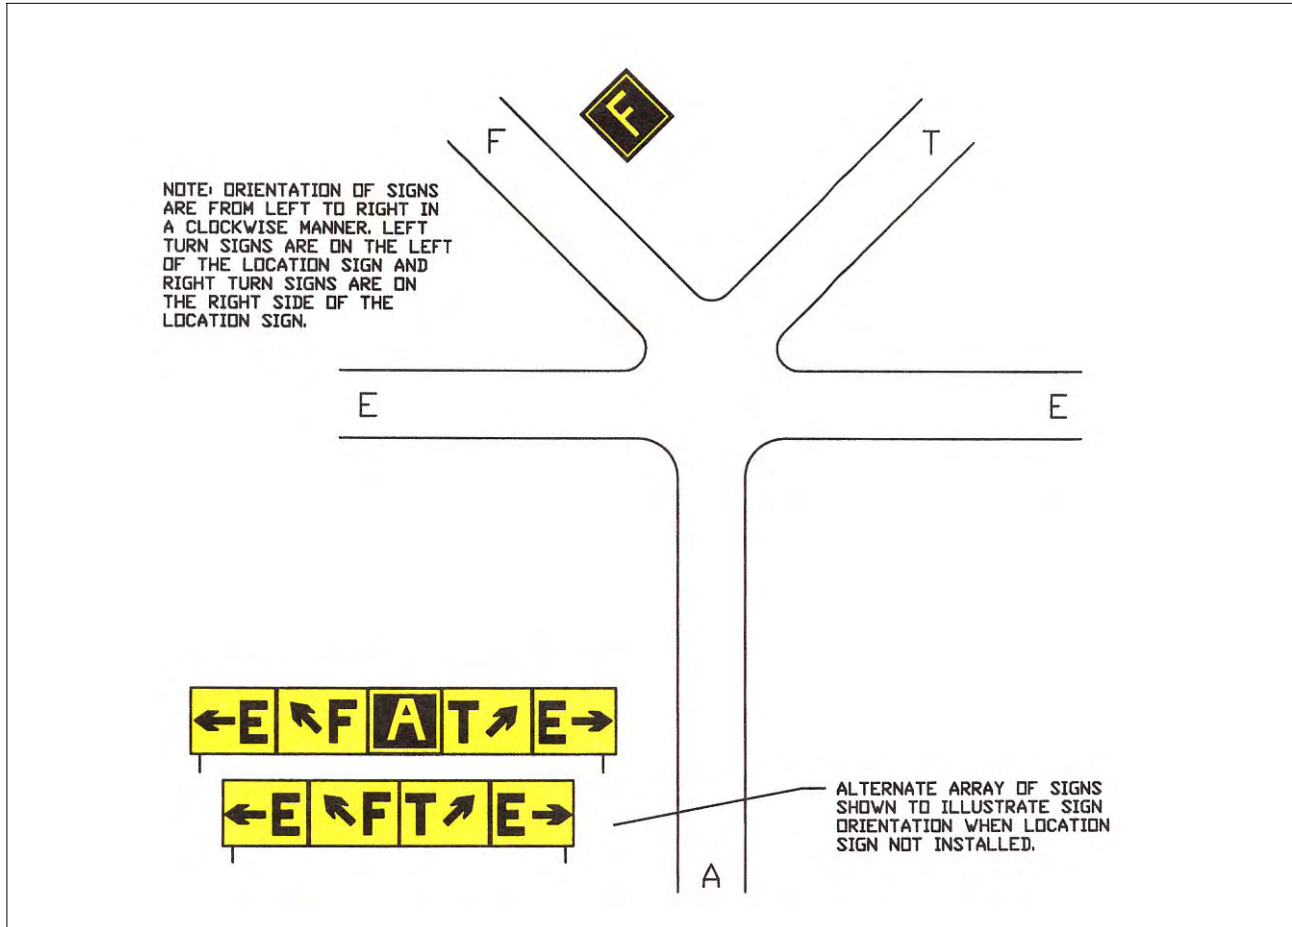 F
F
T
NOTE: ORIENTATION OF SIGNS
ARE FROM LEFT TO RIGHT IN
A CLOCKWISE MANNER. LEFT
TURN SIGNS ARE ON THE LEFT
OF THE LOCATION SIGN AND
RIGHT TURN SIGNS ARE ON
THE RIGHT SIDE OF THE
LOCATION SIGN.
E
E
←E ↖F A T↗ E→
←E ↖F T↗ E→
ALTERNATE ARRAY OF SIGNS
SHOWN TO ILLUSTRATE SIGN
ORIENTATION WHEN LOCATION
SIGN NOT INSTALLED.
A